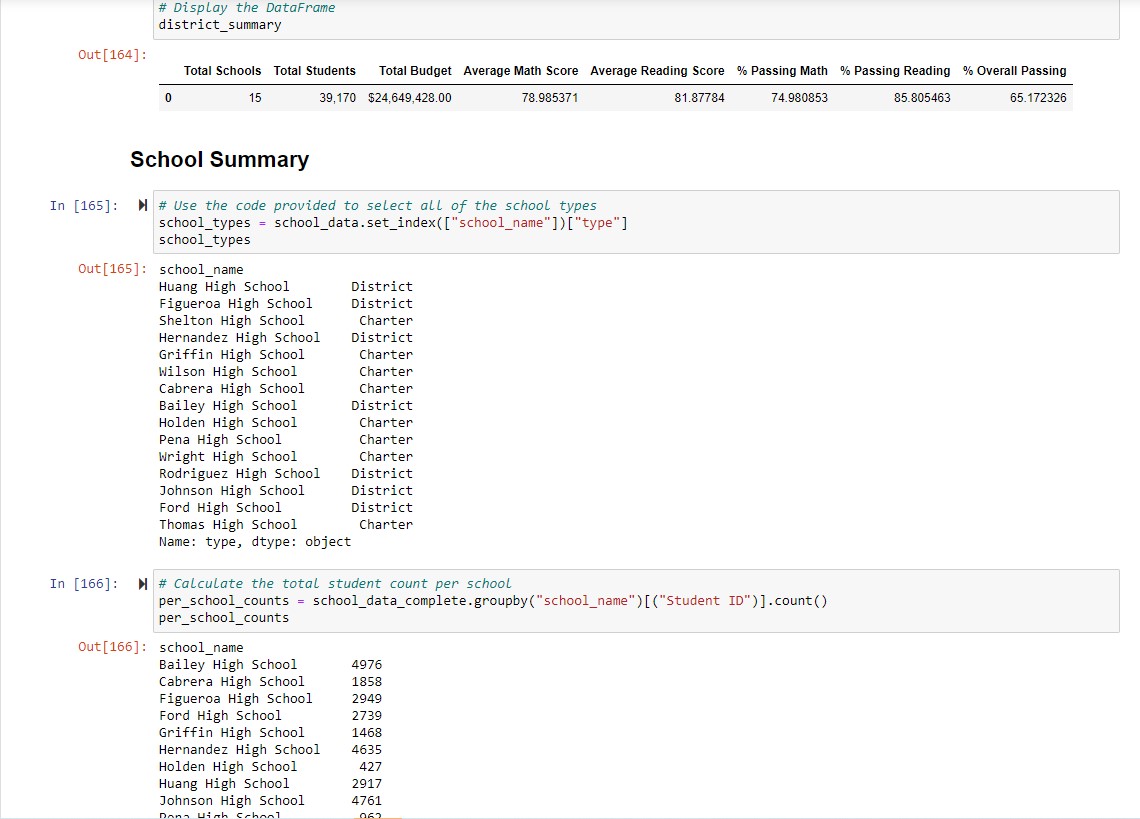 # Display the DataFrame
district_summary
Out[164]:
Total Schools Total Students Total Budget Average Math Score Average Reading Score % Passing Math % Passing Reading % Overall Passing
0 15 39,170 $24,649,428.00 78.985371 81.87784 74.980853 85.805463 65.172326
School Summary
In [165]: # Use the code provided to select all of the school types
school_types = school_data.set_index(["school_name"])["type"]
school_types
Out[165]: school_name
Huang High School District
Figueroa High School District
Shelton High School Charter
Hernandez High School District
Griffin High School Charter
Wilson High School Charter
Cabrera High School Charter
Bailey High School District
Holden High School Charter
Pena High School Charter
Wright High School Charter
Rodriguez High School District
Johnson High School District
Ford High School District
Thomas High School Charter
Name: type, dtype: object
In [166]: # Calculate the total student count per school
per_school_counts = school_data_complete.groupby("school_name")[("Student ID")].count()
per_school_counts
Out[166]: school_name
Bailey High School 4976
Cabrera High School 1858
Figueroa High School 2949
Ford High School 2739
Griffin High School 1468
Hernandez High School 4635
Holden High School 427
Huang High School 2917
Johnson High School 4761
Pena High School 962